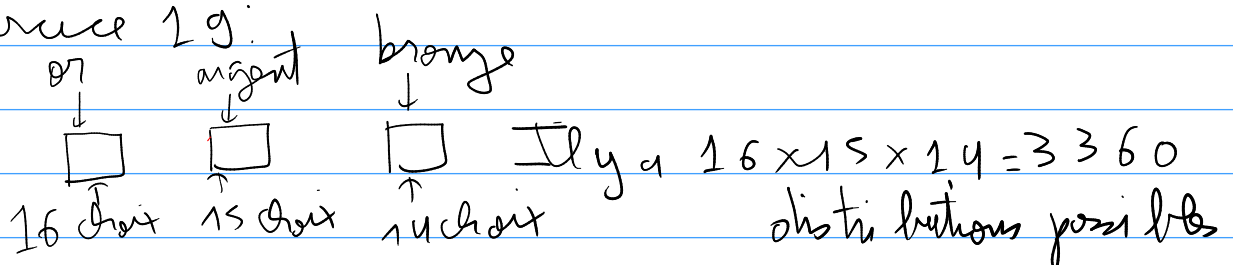 rcice 19:
or argent bronze
Il y a 16×15×14=3360
16 choix 15 choix 14 choix distributions possibles